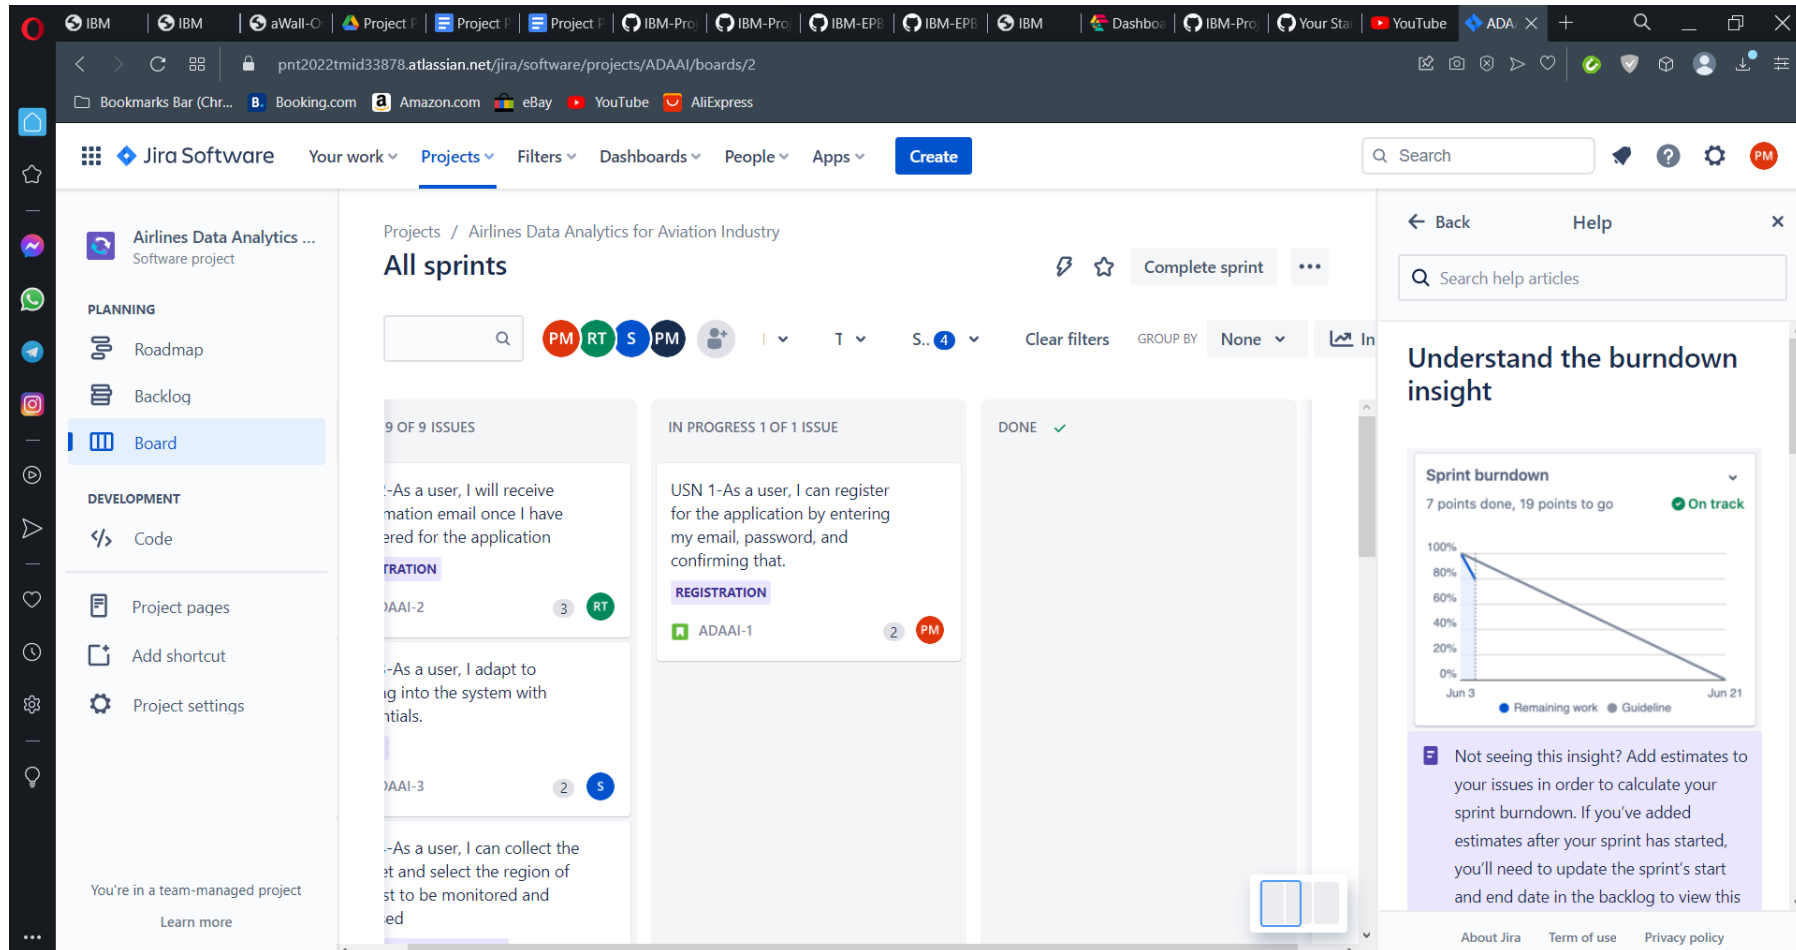 IBM
IBM
aWall-O
Project P
Project P
Project P
IBM-Proj
IBM-Proj
IBM-EPB
IBM-EPB
IBM
Dashboa
IBM-Proj
Your Star
YouTube
ADA
pnt2022tmid33878.atlassian.net/jira/software/projects/ADAAI/boards/2
Bookmarks Bar (Chr...
B. Booking.com
a Amazon.com
eBay
YouTube
AliExpress
Jira Software
Your work
Projects
Filters
Dashboards
People
Apps
Create
Search
PM
Airlines Data Analytics ...
Software project
PLANNING
Roadmap
Backlog
Board
DEVELOPMENT
Code
Project pages
Add shortcut
Project settings
You're in a team-managed project
Learn more
Projects / Airlines Data Analytics for Aviation Industry
All sprints
Complete sprint
PM RT S PM
T
S.. 4
Clear filters
GROUP BY
None
In
9 OF 9 ISSUES
-As a user, I will receive
mation email once I have
ered for the application
TRATION
DAAI-2
3
RT
-As a user, I adapt to
ng into the system with
ntials.
DAAI-3
2
S
-As a user, I can collect the
et and select the region of
st to be monitored and
ed
IN PROGRESS 1 OF 1 ISSUE
USN 1-As a user, I can register
for the application by entering
my email, password, and
confirming that.
REGISTRATION
ADAAI-1
2
PM
DONE
Back
Help
Search help articles
Understand the burndown
insight
Sprint burndown
7 points done, 19 points to go
On track
100%
80%
60%
40%
20%
0%
Jun 3
Jun 21
Remaining work
Guideline
Not seeing this insight? Add estimates to
your issues in order to calculate your
sprint burndown. If you've added
estimates after your sprint has started,
you'll need to update the sprint's start
and end date in the backlog to view this
About Jira
Term of use
Privacy policy